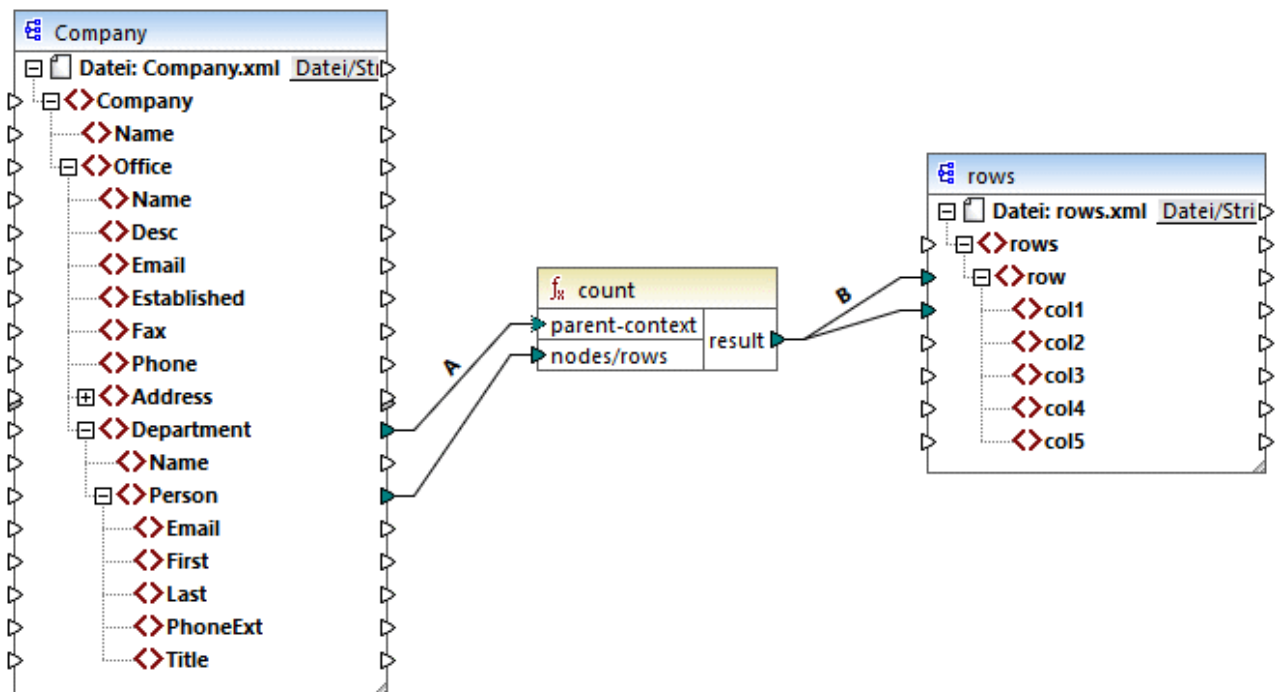 Company
Datei: Company.xml Datei/Stri
Company
Name
Office
Name
Desc
Email
Established
Fax
Phone
Address
Department
Name
Person
Email
First
Last
PhoneExt
Title
A
fx count
parent-context
nodes/rows
result
B
rows
Datei: rows.xml Datei/Stri
rows
row
col1
col2
col3
col4
col5